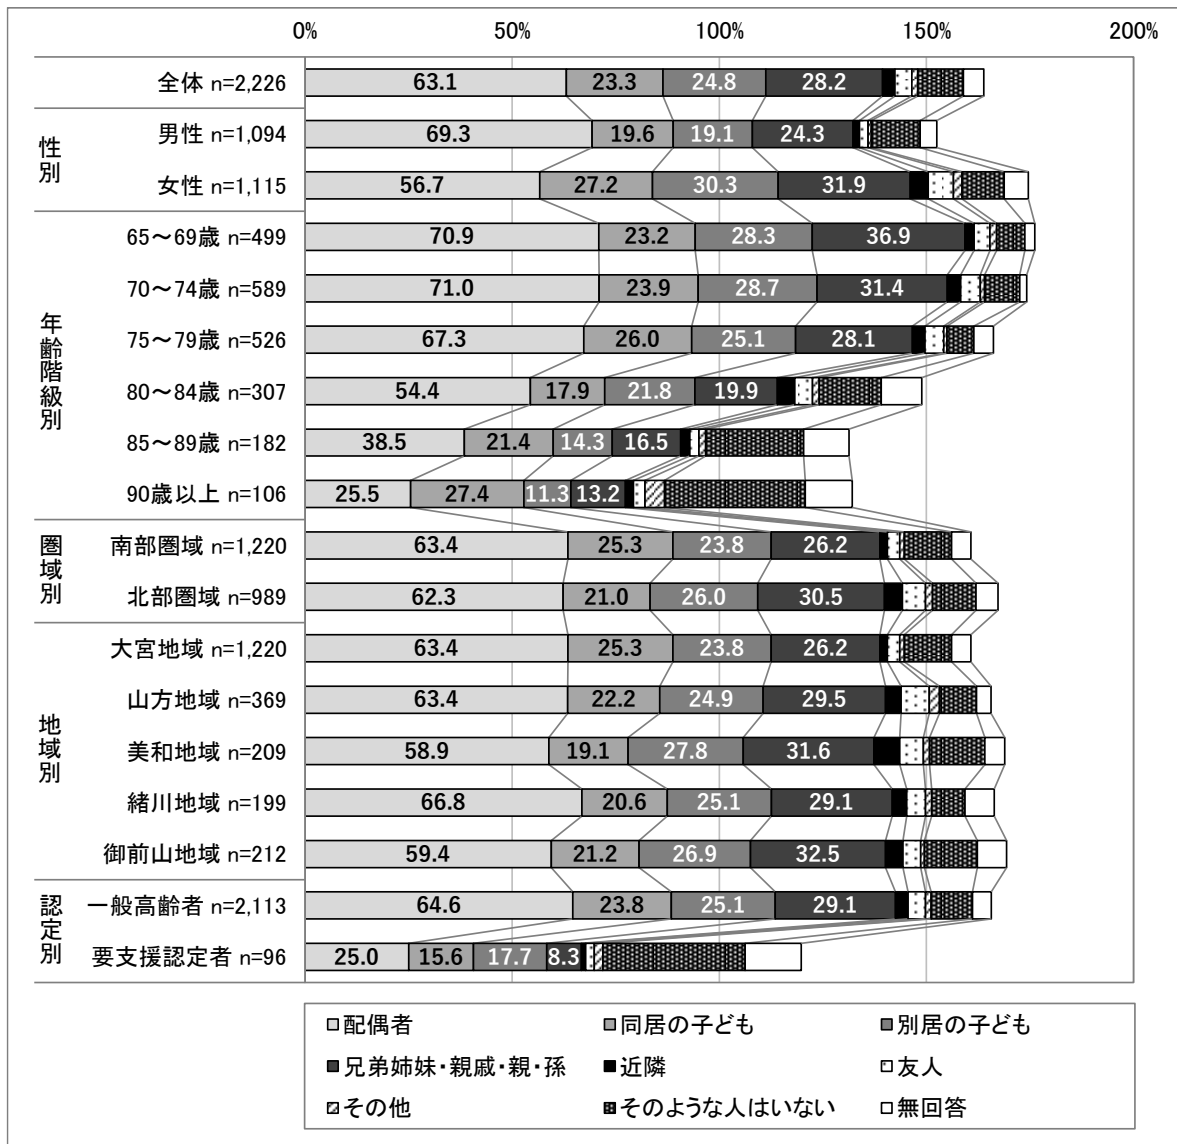 0% 50% 100% 150% 200%
全体 n=2,226 63.1 23.3 24.8 28.2
性別
男性 n=1,094 69.3 19.6 19.1 24.3
女性 n=1,115 56.7 27.2 30.3 31.9
年齢階級別
65～69歳 n=499 70.9 23.2 28.3 36.9
70～74歳 n=589 71.0 23.9 28.7 31.4
75～79歳 n=526 67.3 26.0 25.1 28.1
80～84歳 n=307 54.4 17.9 21.8 19.9
85～89歳 n=182 38.5 21.4 14.3 16.5
90歳以上 n=106 25.5 27.4 11.3 13.2
圏域別
南部圏域 n=1,220 63.4 25.3 23.8 26.2
北部圏域 n=989 62.3 21.0 26.0 30.5
地域別
大宮地域 n=1,220 63.4 25.3 23.8 26.2
山方地域 n=369 63.4 22.2 24.9 29.5
美和地域 n=209 58.9 19.1 27.8 31.6
緒川地域 n=199 66.8 20.6 25.1 29.1
御前山地域 n=212 59.4 21.2 26.9 32.5
認定別
一般高齢者 n=2,113 64.6 23.8 25.1 29.1
要支援認定者 n=96 25.0 15.6 17.7 8.3
配偶者 同居の子ども 別居の子ども
兄弟姉妹・親戚・親・孫 近隣 友人
その他 そのような人はいない 無回答